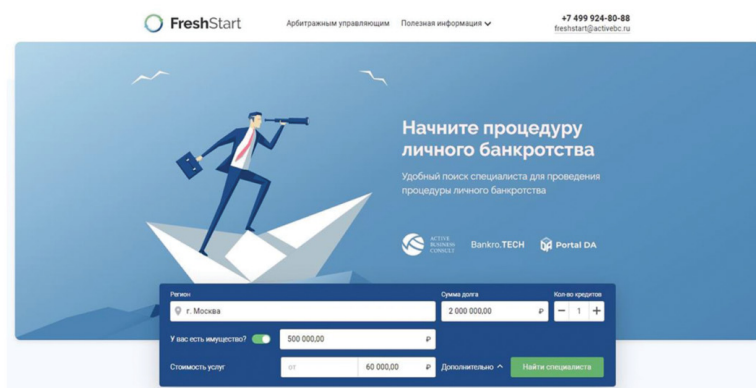 FreshStart
Арбитражным управляющим
Полезная информация
+7 499 924-80-88
freshstart@activebc.ru
Начните процедуру
личного банкротства
Удобный поиск специалиста для проведения
процедуры личного банкротства
ACTIVE
BUSINESS
CONSULT
Bankro.TECH
Portal DA
Регион
Сумма долга
Кол-во кредитов
г. Москва
2 000 000,00 ₽
− 1 +
У вас есть имущество?
500 000,00 ₽
Стоимость услуг
от
60 000,00 ₽
Дополнительно
Найти специалиста